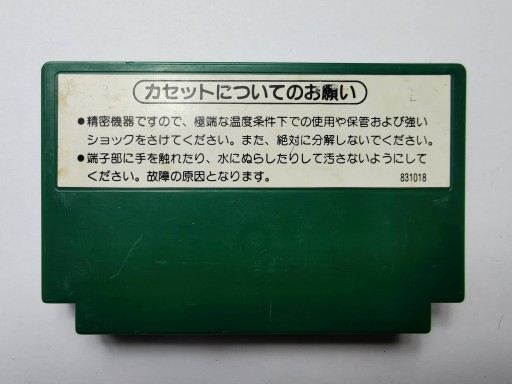 カセットについてのお願い
●精密機器ですので、極端な温度条件下での使用や保管および強い
ショックをさけてください。また、絶対に分解しないでください。
●端子部に手を触れたり、水にぬらしたりして汚さないようにして
ください。故障の原因となります。
831018